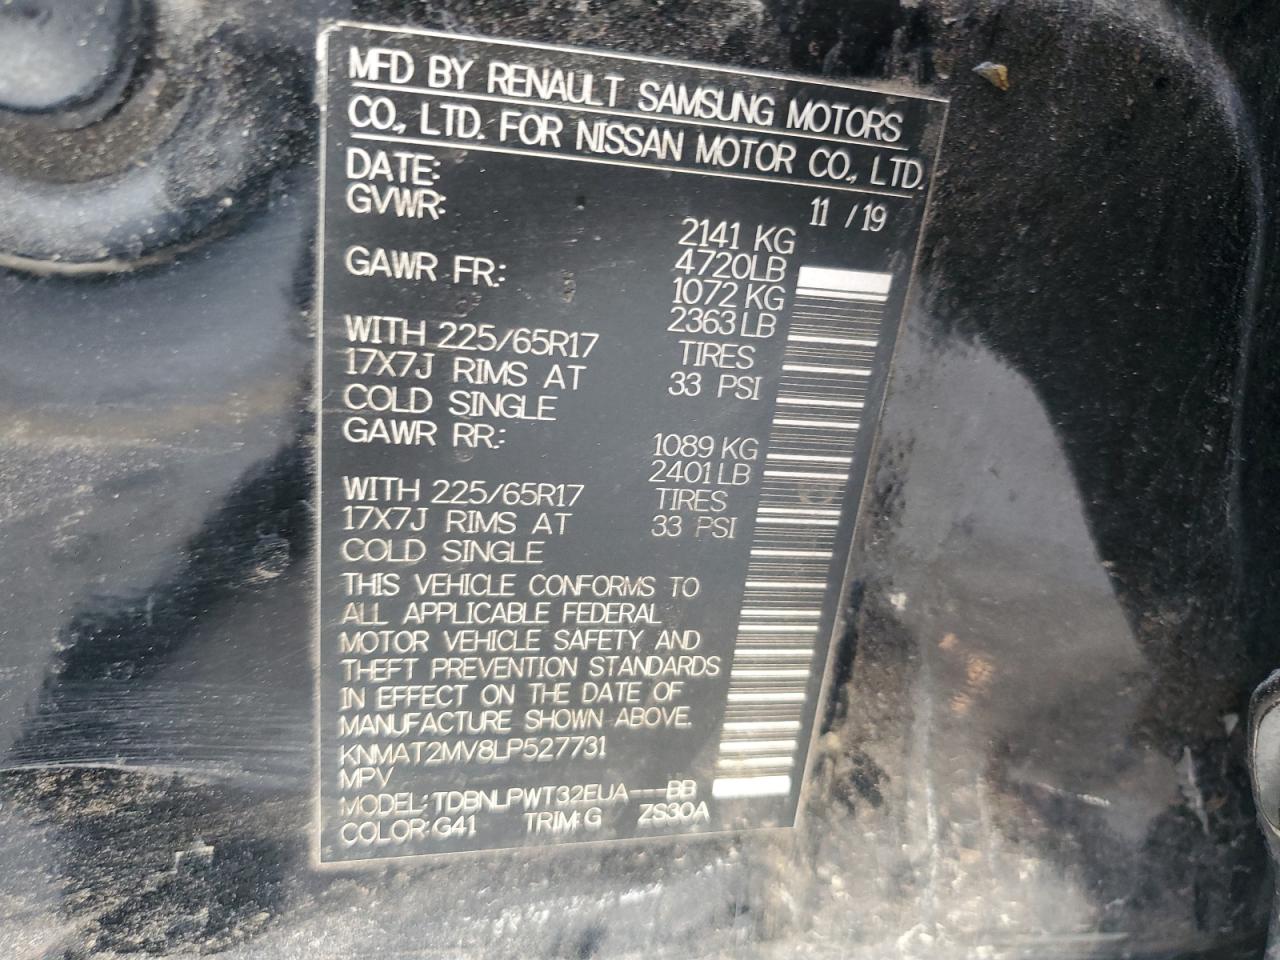 MFD BY RENAULT SAMSUNG MOTORS
CO., LTD. FOR NISSAN MOTOR CO., LTD.
DATE: 11 / 19
GVWR: 2141 KG
4720LB
GAWR FR.: 1072 KG
2363 LB
WITH 225/65R17 TIRES
17X7J RIMS AT 33 PSI
COLD SINGLE
GAWR RR.: 1089 KG
2401 LB
WITH 225/65R17 TIRES
17X7J RIMS AT 33 PSI
COLD SINGLE
THIS VEHICLE CONFORMS TO
ALL APPLICABLE FEDERAL
MOTOR VEHICLE SAFETY AND
THEFT PREVENTION STANDARDS
IN EFFECT ON THE DATE OF
MANUFACTURE SHOWN ABOVE.
KNMAT2MV8LP527731
MPV
MODEL: TDBNLPWT32EUA---BB
COLOR: G41 TRIM: G ZS30A